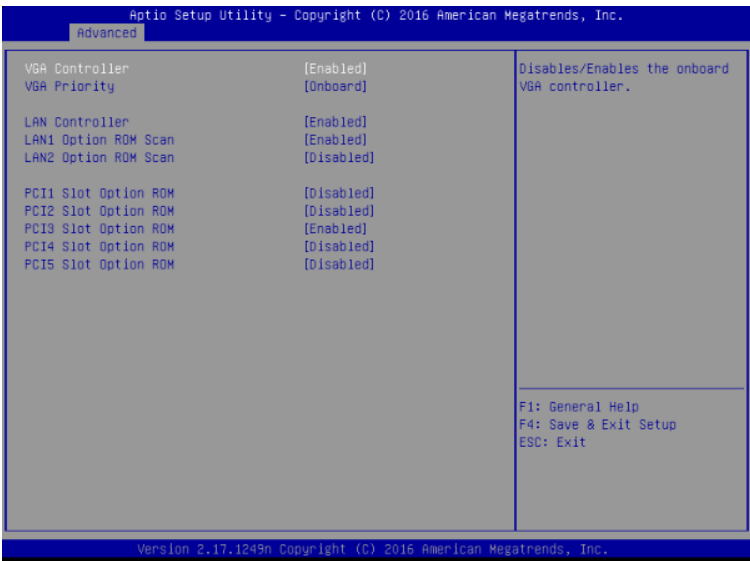 Aptio Setup Utility – Copyright (C) 2016 American Megatrends, Inc.
Advanced
VGA Controller [Enabled]
VGA Priority [Onboard]
LAN Controller [Enabled]
LAN1 Option ROM Scan [Enabled]
LAN2 Option ROM Scan [Disabled]
PCI1 Slot Option ROM [Disabled]
PCI2 Slot Option ROM [Disabled]
PCI3 Slot Option ROM [Enabled]
PCI4 Slot Option ROM [Disabled]
PCI5 Slot Option ROM [Disabled]
Disables/Enables the onboard
VGA controller.
F1: General Help
F4: Save & Exit Setup
ESC: Exit
Version 2.17.1249n Copyright (C) 2016 American Megatrends, Inc.